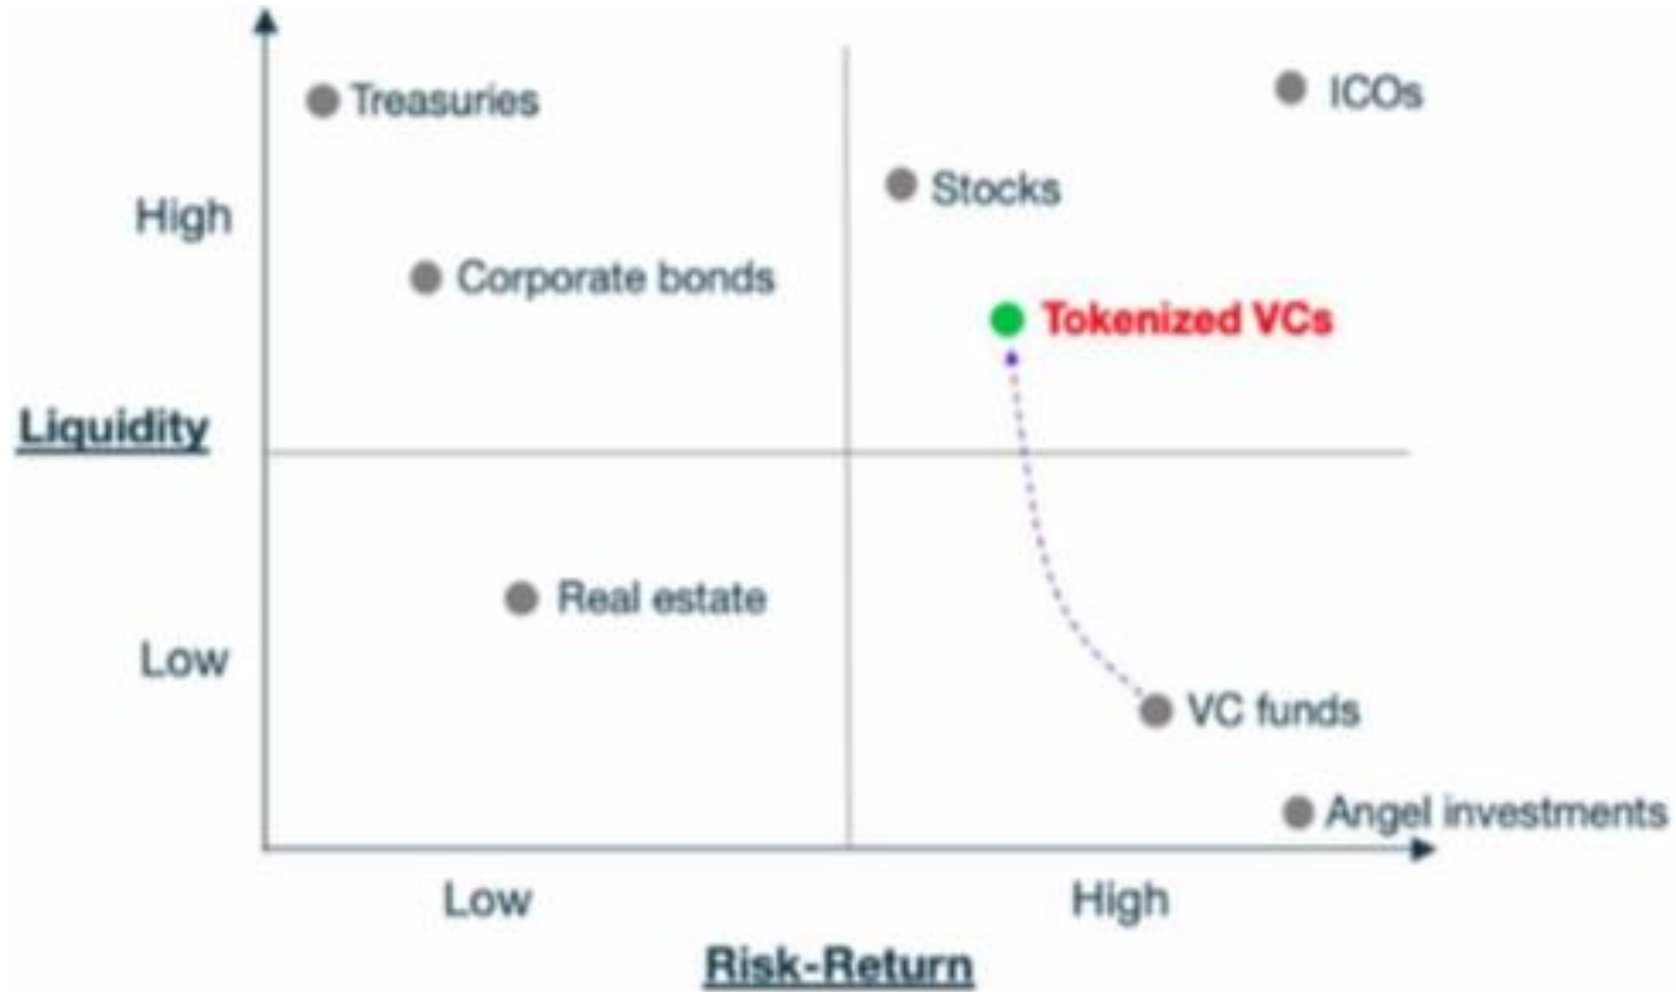 Treasuries
ICOs
Stocks
High
Corporate bonds
Tokenized VCs
Liquidity
Real estate
Low
VC funds
Angel investments
Low
High
Risk-Return